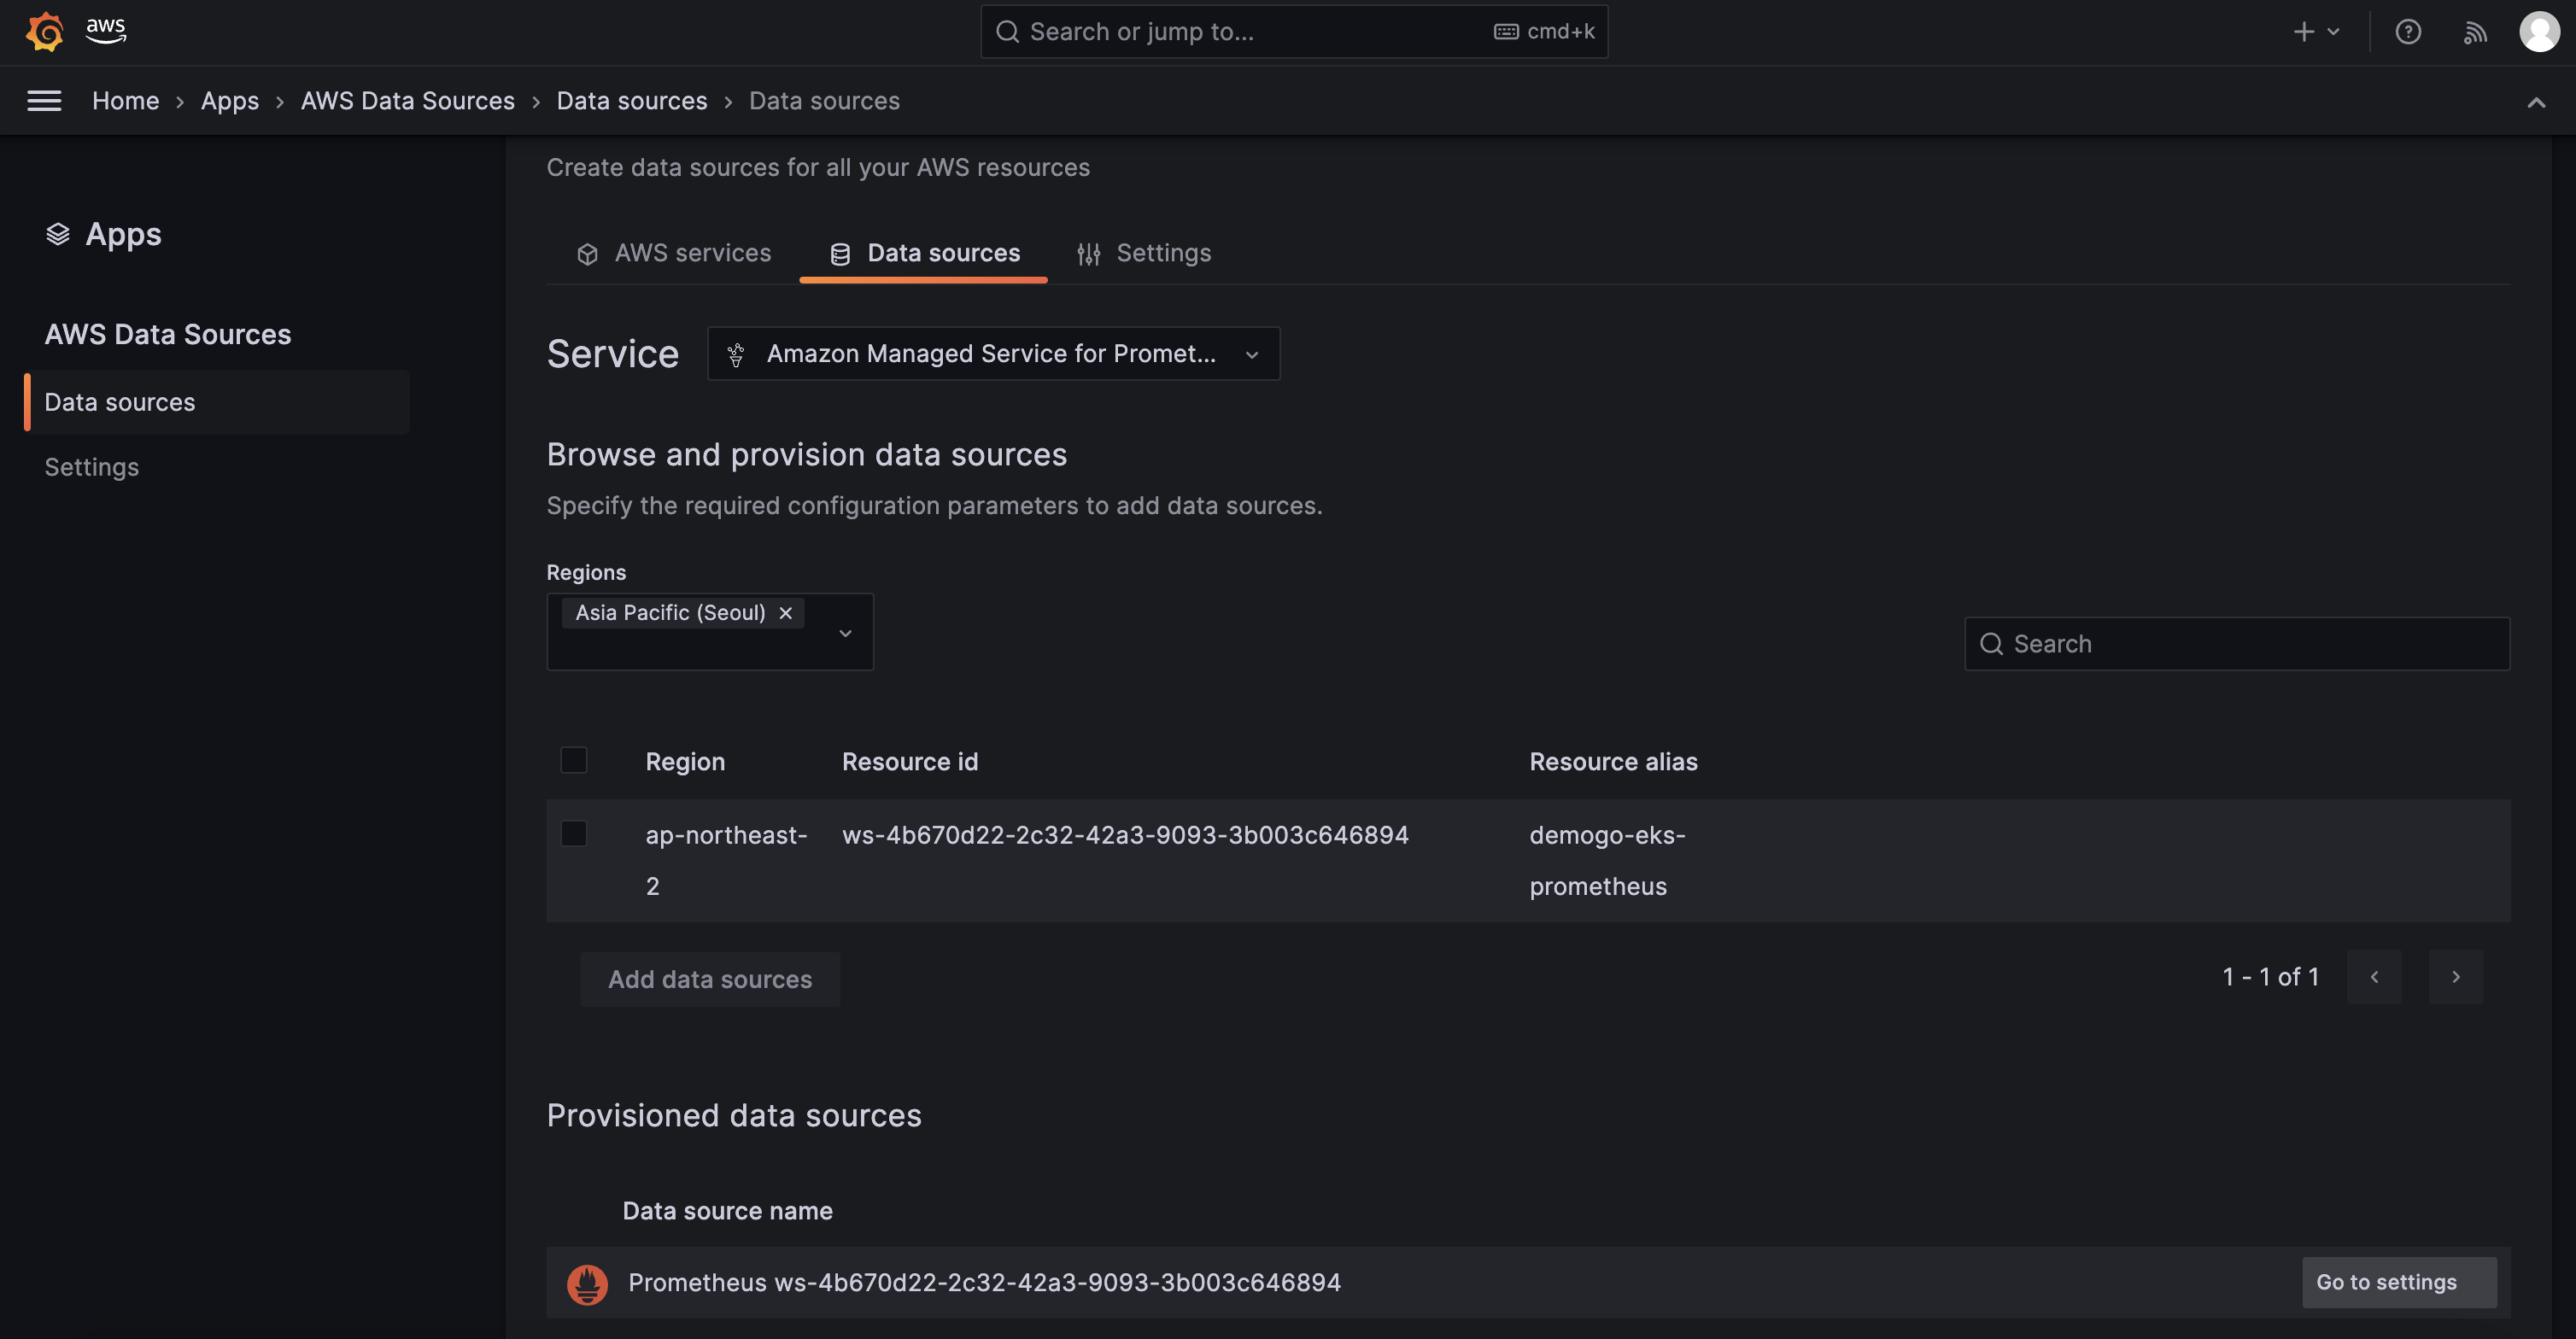 aws
Search or jump to...
cmd+k
Home › Apps › AWS Data Sources › Data sources › Data sources
Create data sources for all your AWS resources
Apps
AWS services
Data sources
Settings
AWS Data Sources
Data sources
Settings
Service
Amazon Managed Service for Promet...
Browse and provision data sources
Specify the required configuration parameters to add data sources.
Regions
Asia Pacific (Seoul)
Search
Region Resource id Resource alias
ap-northeast- ws-4b670d22-2c32-42a3-9093-3b003c646894 demogo-eks-
2 prometheus
Add data sources
1 - 1 of 1
Provisioned data sources
Data source name
Prometheus ws-4b670d22-2c32-42a3-9093-3b003c646894
Go to settings